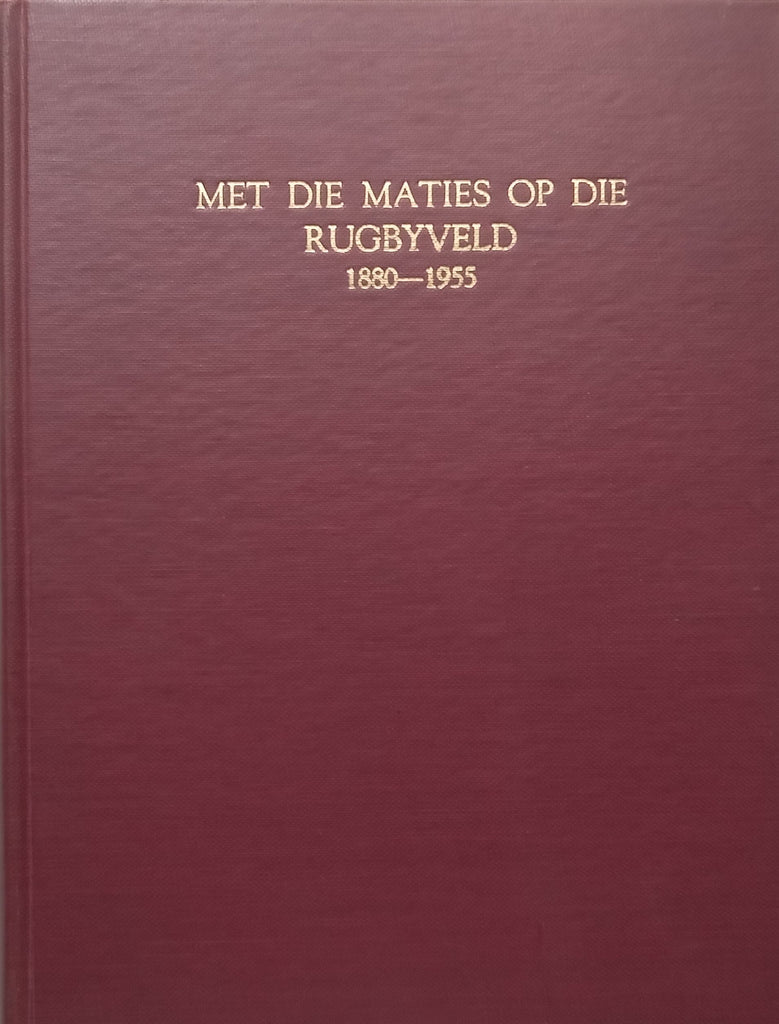 MET DIE MATIES OP DIE
RUGBYVELD
1880—1955